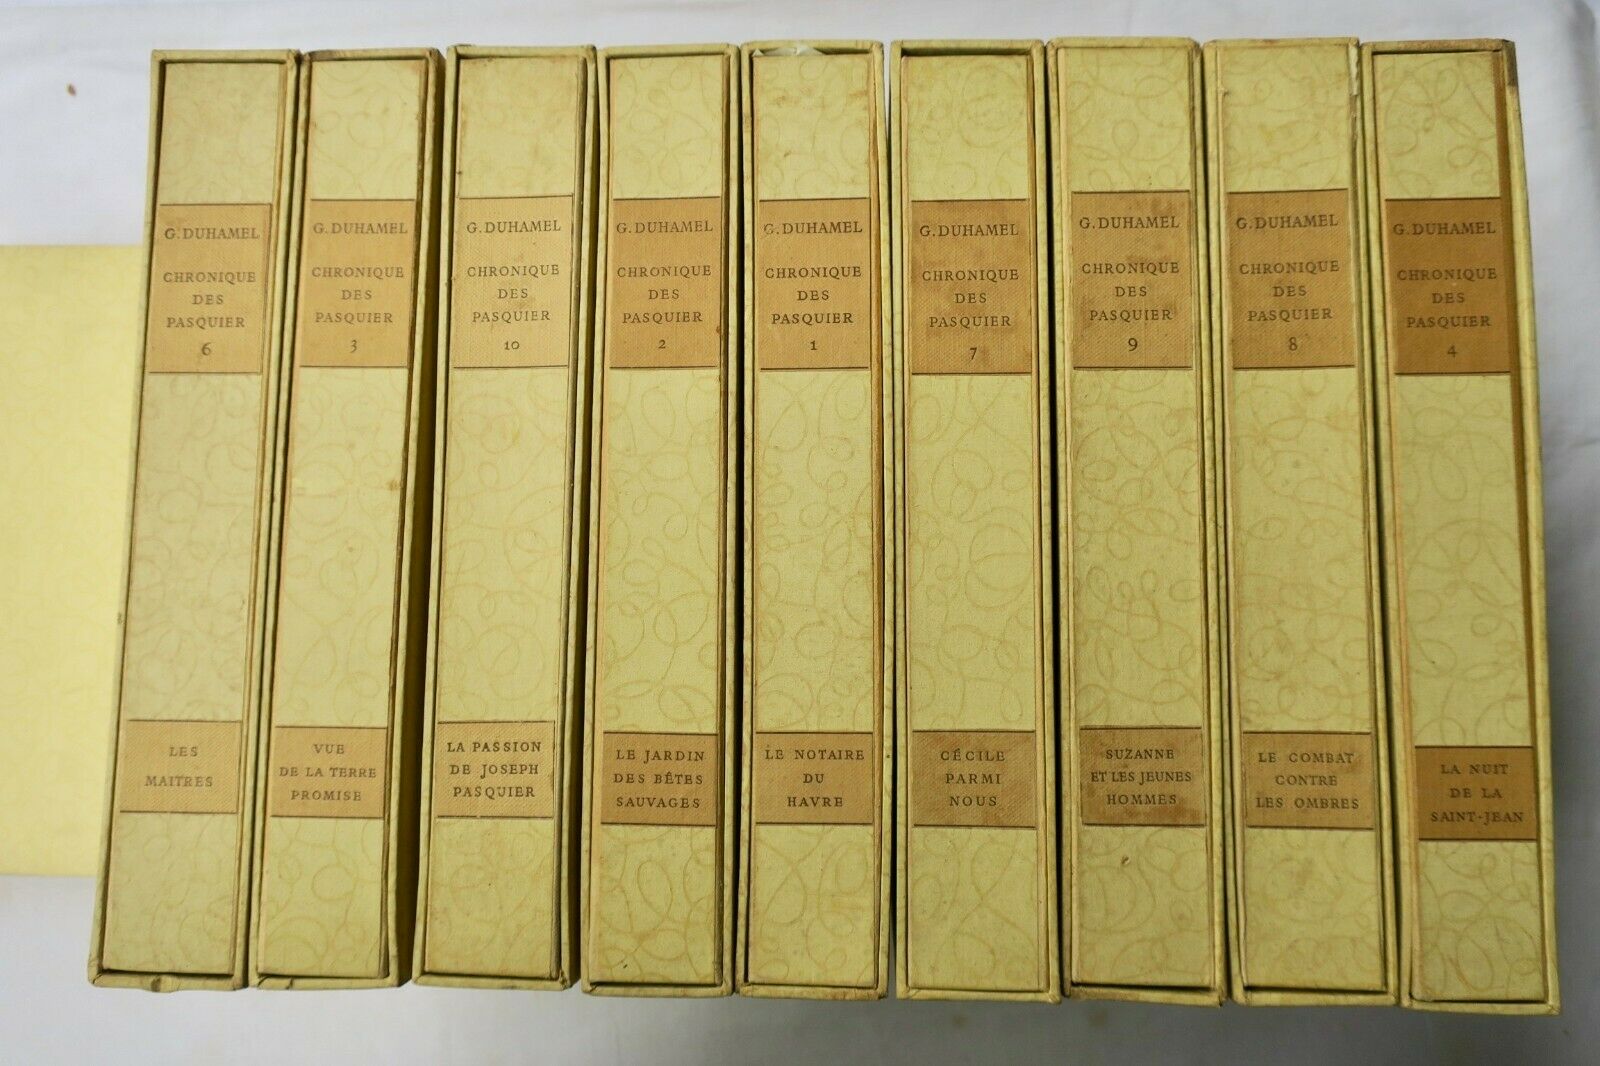 G. DUHAMEL
CHRONIQUE
DES
PASQUIER
6
LES
MAITRES
G. DUHAMEL
CHRONIQUE
DES
PASQUIER
3
VUE
DE LA TERRE
PROMISE
G. DUHAMEL
CHRONIQUE
DES
PASQUIER
10
LA PASSION
DE JOSEPH
PASQUIER
G. DUHAMEL
CHRONIQUE
DES
PASQUIER
2
LE JARDIN
DES BÊTES
SAUVAGES
G. DUHAMEL
CHRONIQUE
DES
PASQUIER
1
LE NOTAIRE
DU
HAVRE
G. DUHAMEL
CHRONIQUE
DES
PASQUIER
7
CÉCILE
PARMI
NOUS
G. DUHAMEL
CHRONIQUE
DES
PASQUIER
9
SUZANNE
ET LES JEUNES
HOMMES
G. DUHAMEL
CHRONIQUE
DES
PASQUIER
8
LE COMBAT
CONTRE
LES OMBRES
G. DUHAMEL
CHRONIQUE
DES
PASQUIER
4
LA NUIT
DE LA
SAINT-JEAN